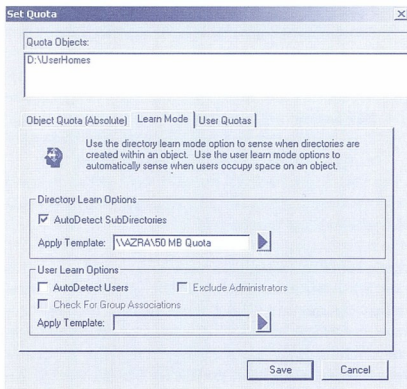 Set Quota
Quota Objects:
D:\UserHomes
Object Quota (Absolute) Learn Mode User Quotas
Use the directory learn mode option to sense when directories are
created within an object. Use the user learn mode options to
automatically sense when users occupy space on an object.
Directory Learn Options
AutoDetect SubDirectories
Apply Template: \\AZRA\50 MB Quota
User Learn Options
AutoDetect Users Exclude Administrators
Check For Group Associations
Apply Template:
Save Cancel